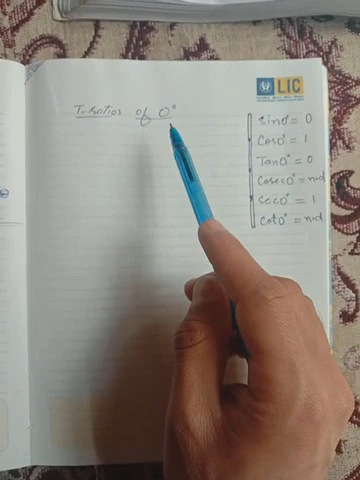 LIC
T-Ratios of 0°
Sin0° = 0
Cos0° = 1
Tan0° = 0
Cosec0° = n·d
Sec0° = 1
Cot0° = n·d